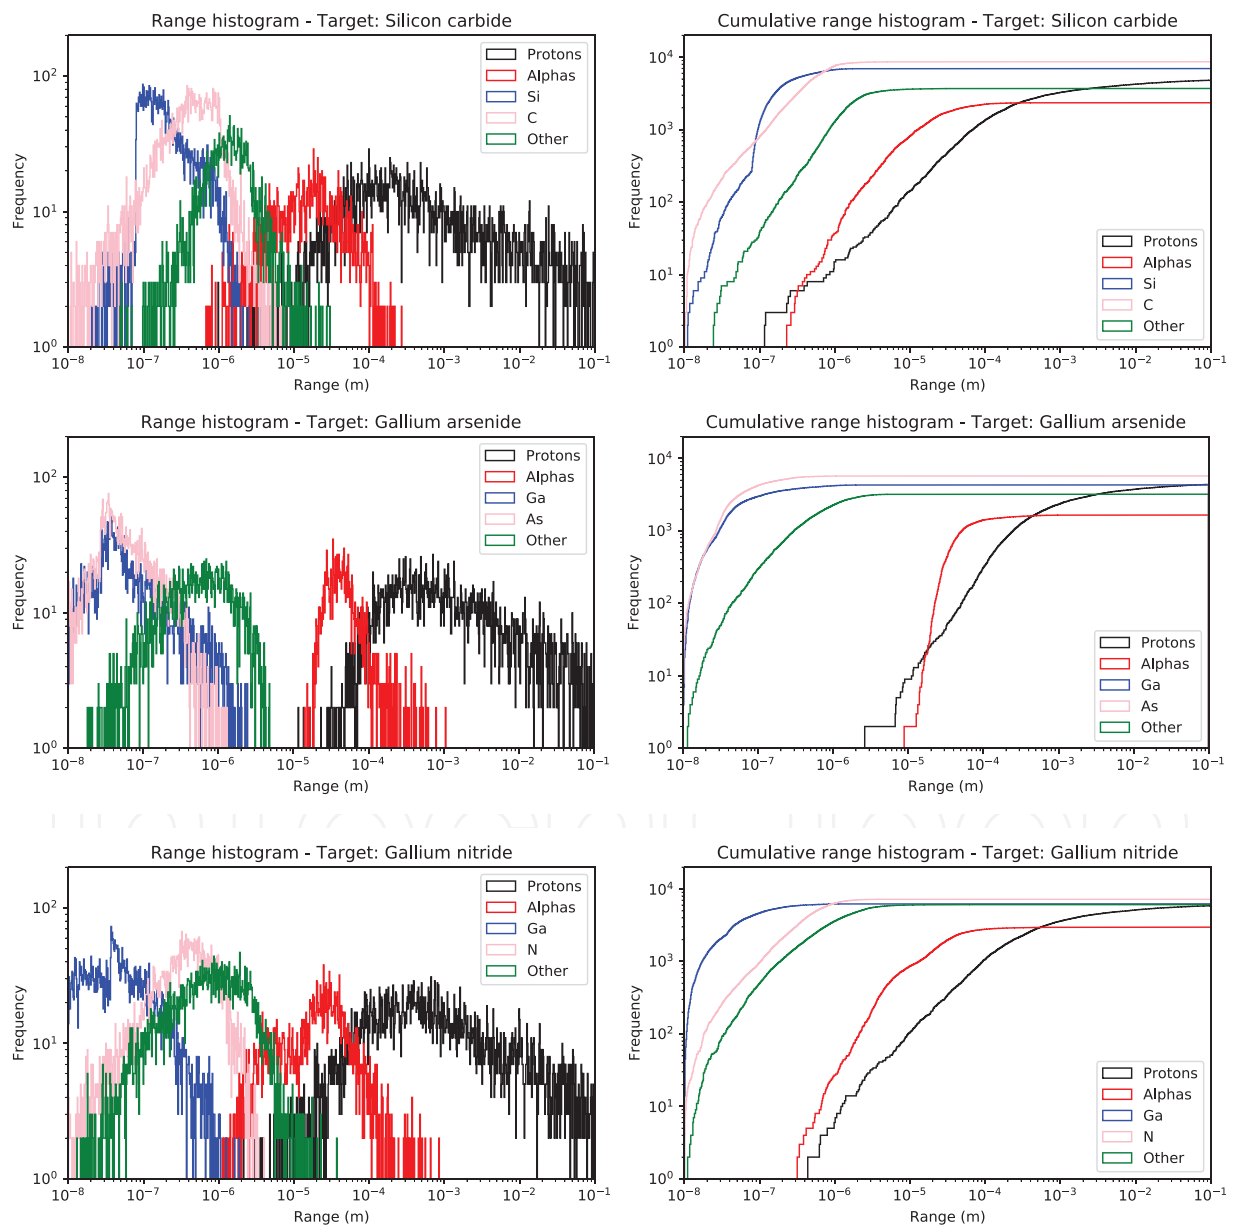 Range histogram - Target: Silicon carbide
Frequency
10²
10¹
10⁰
Protons
Alphas
Si
C
Other
10⁻⁸ 10⁻⁷ 10⁻⁶ 10⁻⁵ 10⁻⁴ 10⁻³ 10⁻² 10⁻¹
Range (m)
Cumulative range histogram - Target: Silicon carbide
Frequency
10⁴
10³
10²
10¹
10⁰
Protons
Alphas
Si
C
Other
10⁻⁸ 10⁻⁷ 10⁻⁶ 10⁻⁵ 10⁻⁴ 10⁻³ 10⁻² 10⁻¹
Range (m)
Range histogram - Target: Gallium arsenide
Frequency
10²
10¹
10⁰
Protons
Alphas
Ga
As
Other
10⁻⁸ 10⁻⁷ 10⁻⁶ 10⁻⁵ 10⁻⁴ 10⁻³ 10⁻² 10⁻¹
Range (m)
Cumulative range histogram - Target: Gallium arsenide
Frequency
10⁴
10³
10²
10¹
10⁰
Protons
Alphas
Ga
As
Other
10⁻⁸ 10⁻⁷ 10⁻⁶ 10⁻⁵ 10⁻⁴ 10⁻³ 10⁻² 10⁻¹
Range (m)
Range histogram - Target: Gallium nitride
Frequency
10²
10¹
10⁰
Protons
Alphas
Ga
N
Other
10⁻⁸ 10⁻⁷ 10⁻⁶ 10⁻⁵ 10⁻⁴ 10⁻³ 10⁻² 10⁻¹
Range (m)
Cumulative range histogram - Target: Gallium nitride
Frequency
10⁴
10³
10²
10¹
10⁰
Protons
Alphas
Ga
N
Other
10⁻⁸ 10⁻⁷ 10⁻⁶ 10⁻⁵ 10⁻⁴ 10⁻³ 10⁻² 10⁻¹
Range (m)